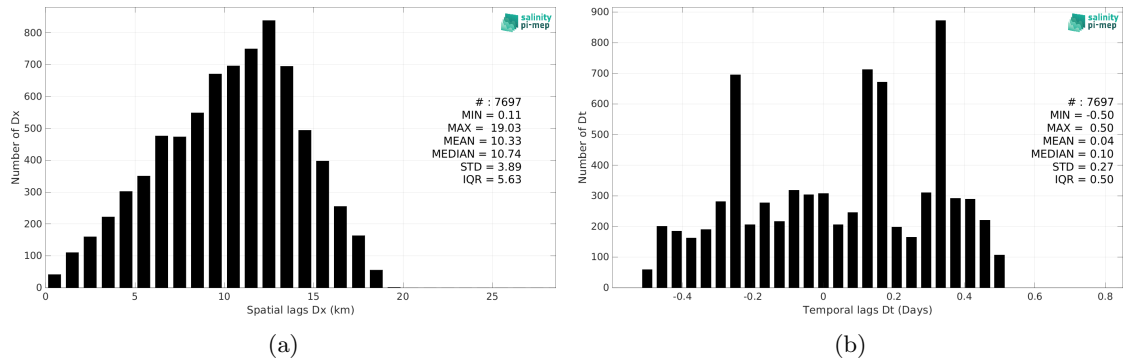 800
700
600
500
400
300
200
100
0
0
5
10
15
20
25
Number of Dx
Spatial lags Dx (km)
salinity
pi-mep
# : 7697
MIN = 0.11
MAX = 19.03
MEAN = 10.33
MEDIAN = 10.74
STD = 3.89
IQR = 5.63
(a)
900
800
700
600
500
400
300
200
100
0
-0.4
-0.2
0
0.2
0.4
0.6
0.8
Number of Dt
Temporal lags Dt (Days)
salinity
pi-mep
# : 7697
MIN = -0.50
MAX = 0.50
MEAN = 0.04
MEDIAN = 0.10
STD = 0.27
IQR = 0.50
(b)